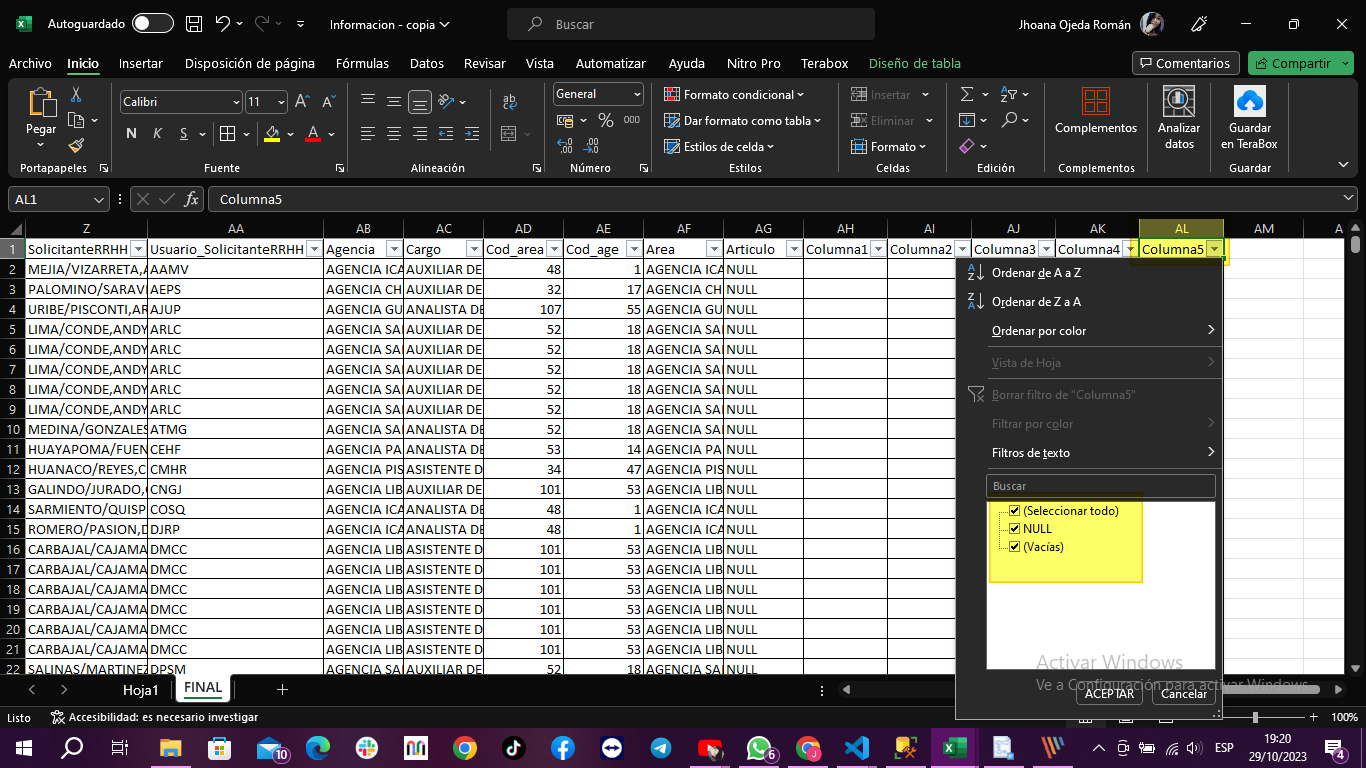 Autoguardado Informacion - copia Buscar Jhoana Ojeda Román
Archivo Inicio Insertar Disposición de página Fórmulas Datos Revisar Vista Automatizar Ayuda Nitro Pro Terabox Diseño de tabla Comentarios Compartir
Calibri 11 General Formato condicional Insertar
Pegar N K S A Dar formato como tabla Eliminar Complementos Analizar datos Guardar en TeraBox
% 000 Estilos de celda Formato
Portapapeles Fuente Alineación Número Estilos Celdas Edición Complementos Guardar
AL1 fx Columna5
Z AA AB AC AD AE AF AG AH AI AJ AK AL AM A
1 SolicitanteRRHH Usuario_SolicitanteRRHH Agencia Cargo Cod_area Cod_age Area Articulo Columna1 Columna2 Columna3 Columna4 Columna5
2 MEJIA/VIZARRETA,A AAMV AGENCIA ICA AUXILIAR DE 48 1 AGENCIA ICA NULL
3 PALOMINO/SARAVI AEPS AGENCIA CH AUXILIAR DE 32 17 AGENCIA CH NULL
4 URIBE/PISCONTI,AR AJUP AGENCIA GU ANALISTA DE 107 55 AGENCIA GU NULL
5 LIMA/CONDE,ANDY ARLC AGENCIA SA AUXILIAR DE 52 18 AGENCIA SA NULL
6 LIMA/CONDE,ANDY ARLC AGENCIA SA AUXILIAR DE 52 18 AGENCIA SA NULL
7 LIMA/CONDE,ANDY ARLC AGENCIA SA AUXILIAR DE 52 18 AGENCIA SA NULL
8 LIMA/CONDE,ANDY ARLC AGENCIA SA AUXILIAR DE 52 18 AGENCIA SA NULL
9 LIMA/CONDE,ANDY ARLC AGENCIA SA AUXILIAR DE 52 18 AGENCIA SA NULL
10 MEDINA/GONZALES ATMG AGENCIA SA ANALISTA DE 52 18 AGENCIA SA NULL
11 HUAYAPOMA/FUEN CEHF AGENCIA PA ANALISTA DE 53 14 AGENCIA PA NULL
12 HUANACO/REYES,C CMHR AGENCIA PIS ASISTENTE D 34 47 AGENCIA PIS NULL
13 GALINDO/JURADO, CNGJ AGENCIA LIB AUXILIAR DE 101 53 AGENCIA LIB NULL
14 SARMIENTO/QUISP COSQ AGENCIA ICA ANALISTA DE 48 1 AGENCIA ICA NULL
15 ROMERO/PASION,D DJRP AGENCIA ICA ANALISTA DE 48 1 AGENCIA ICA NULL
16 CARBAJAL/CAJAMA DMCC AGENCIA LIB ASISTENTE D 101 53 AGENCIA LIB NULL
17 CARBAJAL/CAJAMA DMCC AGENCIA LIB ASISTENTE D 101 53 AGENCIA LIB NULL
18 CARBAJAL/CAJAMA DMCC AGENCIA LIB ASISTENTE D 101 53 AGENCIA LIB NULL
19 CARBAJAL/CAJAMA DMCC AGENCIA LIB ASISTENTE D 101 53 AGENCIA LIB NULL
20 CARBAJAL/CAJAMA DMCC AGENCIA LIB ASISTENTE D 101 53 AGENCIA LIB NULL
21 CARBAJAL/CAJAMA DMCC AGENCIA LIB ASISTENTE D 101 53 AGENCIA LIB NULL
22 SALINAS/MARTINEZ DPSM AGENCIA SA AUXILIAR DE 52 18 AGENCIA SA NULL
Ordenar de A a Z
Ordenar de Z a A
Ordenar por color
Vista de Hoja
Borrar filtro de "Columna5"
Filtrar por color
Filtros de texto
Buscar
(Seleccionar todo)
NULL
(Vacías)
Activar Windows
Ve a Configuración para activar Windows.
ACEPTAR Cancelar
Hoja1 FINAL
Listo Accesibilidad: es necesario investigar 100%
10 6 ESP 19:20 29/10/2023 4